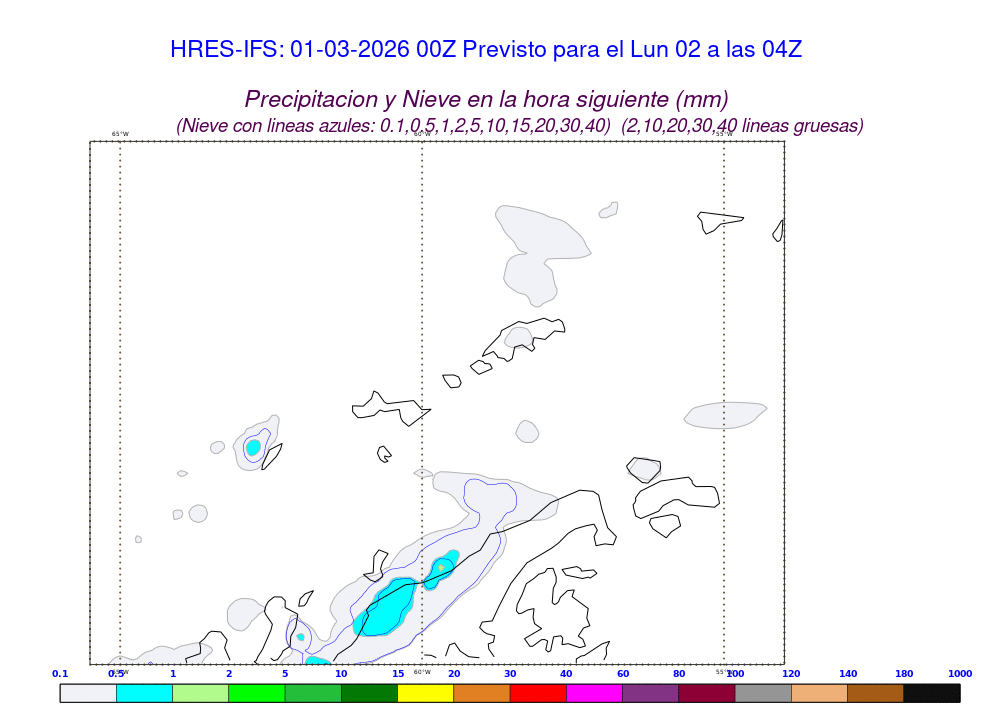 HRES-IFS: 01-03-2026 00Z Previsto para el Lun 02 a las 04Z
Precipitacion y Nieve en la hora siguiente (mm)
(Nieve con lineas azules: 0.1,0.5,1,2,5,10,15,20,30,40) (2,10,20,30,40 lineas gruesas)
65°W 60°W 55°W
65°W 60°W 55°W
0.1 0.5 1 2 5 10 15 20 30 40 60 80 100 120 140 180 1000